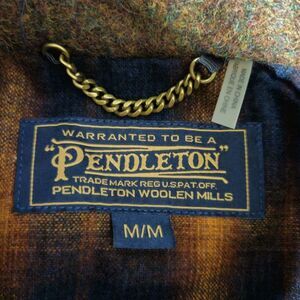 WARRANTED TO BE A
"PENDLETON"
TRADE MARK REG U.S. PAT. OFF.
PENDLETON WOOLEN MILLS
M/M